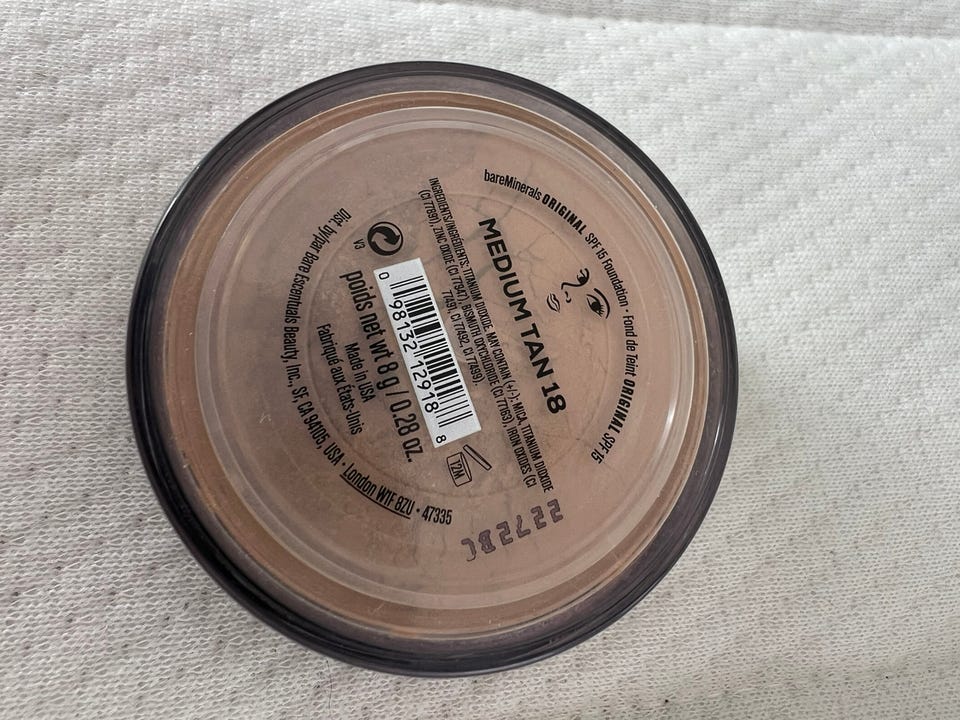 bareMinerals ORIGINAL SPF 15 Foundation • Fond de Teint ORIGINAL SPF 15
MEDIUM TAN 18
INGREDIENTS/INGRÉDIENTS: TITANIUM DIOXIDE. MAY CONTAIN (+/-): MICA, TITANIUM DIOXIDE
(CI 77891), ZINC OXIDE (CI 77947), BISMUTH OXYCHLORIDE (CI 77163), IRON OXIDES (CI
77491, CI 77492, CI 77499).
0 98132 12918 8
12M
V3
poids net wt 8 g / 0.28 oz.
Made in USA
Fabriqué aux États-Unis
Dist. by/par Bare Escentuals Beauty, Inc., SF, CA 94105, USA • London W1F 8ZU • 47335